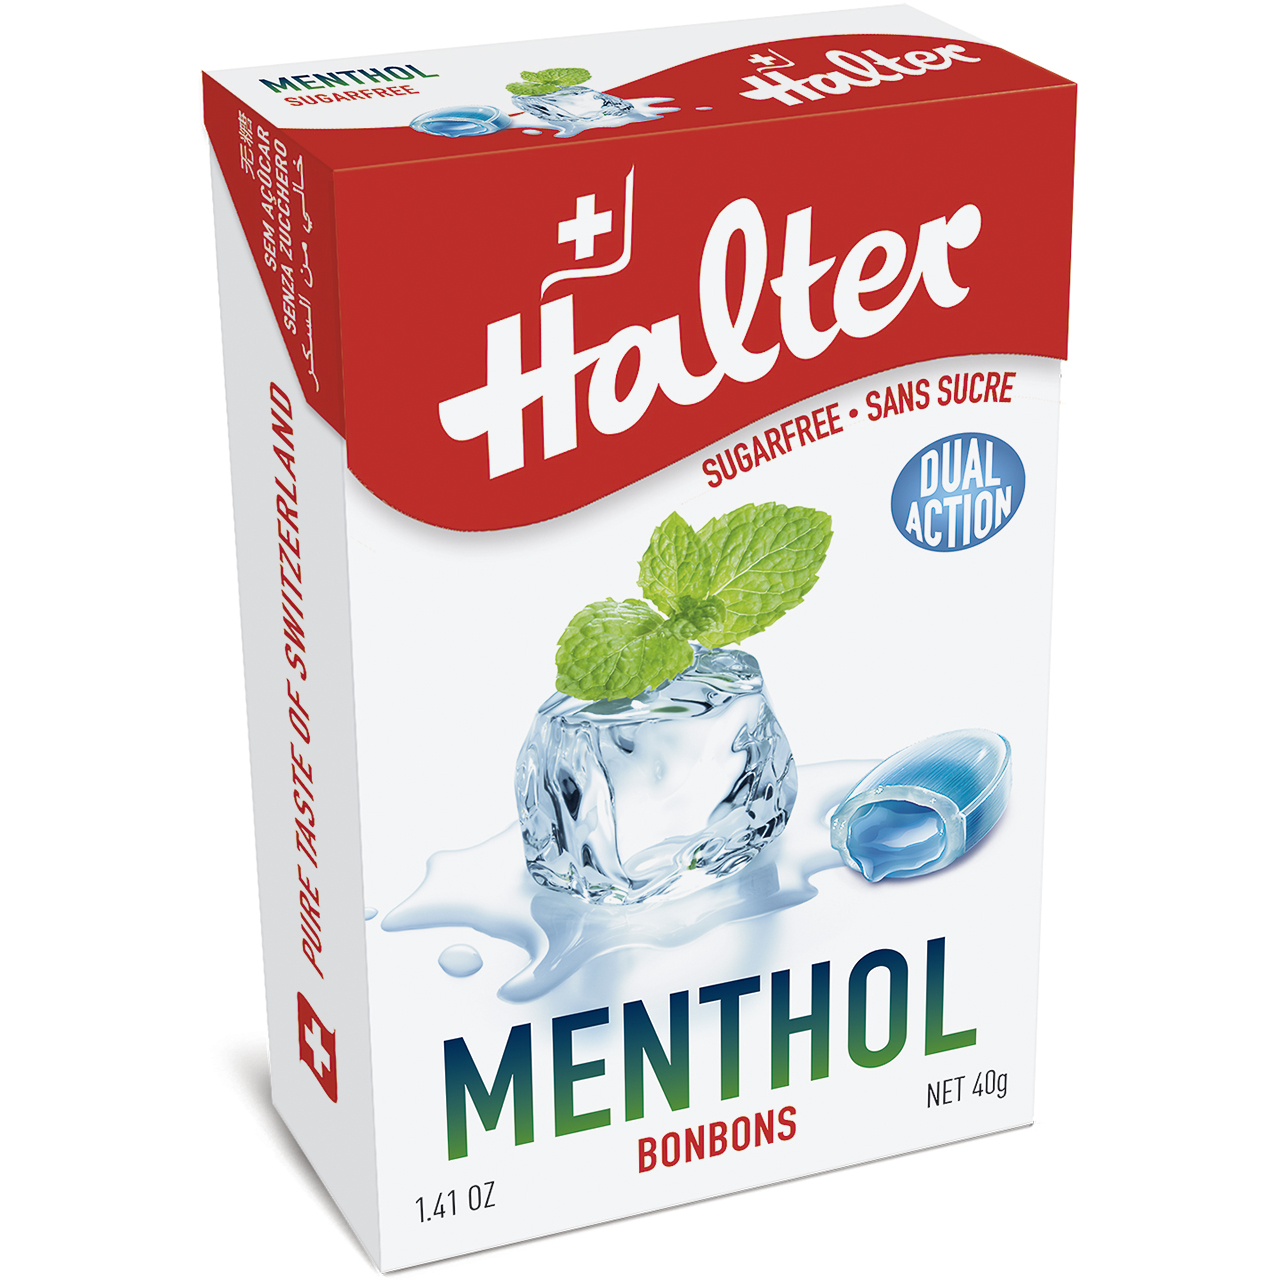 MENTHOL
SUGARFREE
Halter
无糖
SEM AÇÚCAR
SENZA ZUCCHERO
خالي من السكر
Halter
SUGARFREE • SANS SUCRE
DUAL
ACTION
PURE TASTE OF SWITZERLAND
MENTHOL
BONBONS
NET 40g
1.41 OZ